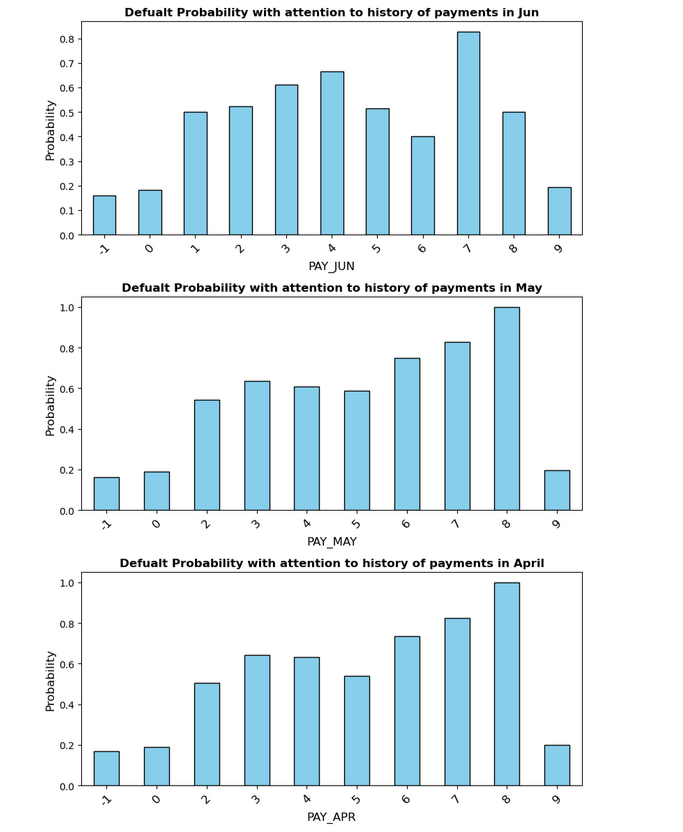 Defualt Probability with attention to history of payments in Jun
0.8
0.7
0.6
0.5
0.4
0.3
0.2
0.1
0.0
Probability
-1 0 1 2 3 4 5 6 7 8 9
PAY_JUN
Defualt Probability with attention to history of payments in May
1.0
0.8
0.6
0.4
0.2
0.0
Probability
-1 0 2 3 4 5 6 7 8 9
PAY_MAY
Defualt Probability with attention to history of payments in April
1.0
0.8
0.6
0.4
0.2
0.0
Probability
-1 0 2 3 4 5 6 7 8 9
PAY_APR